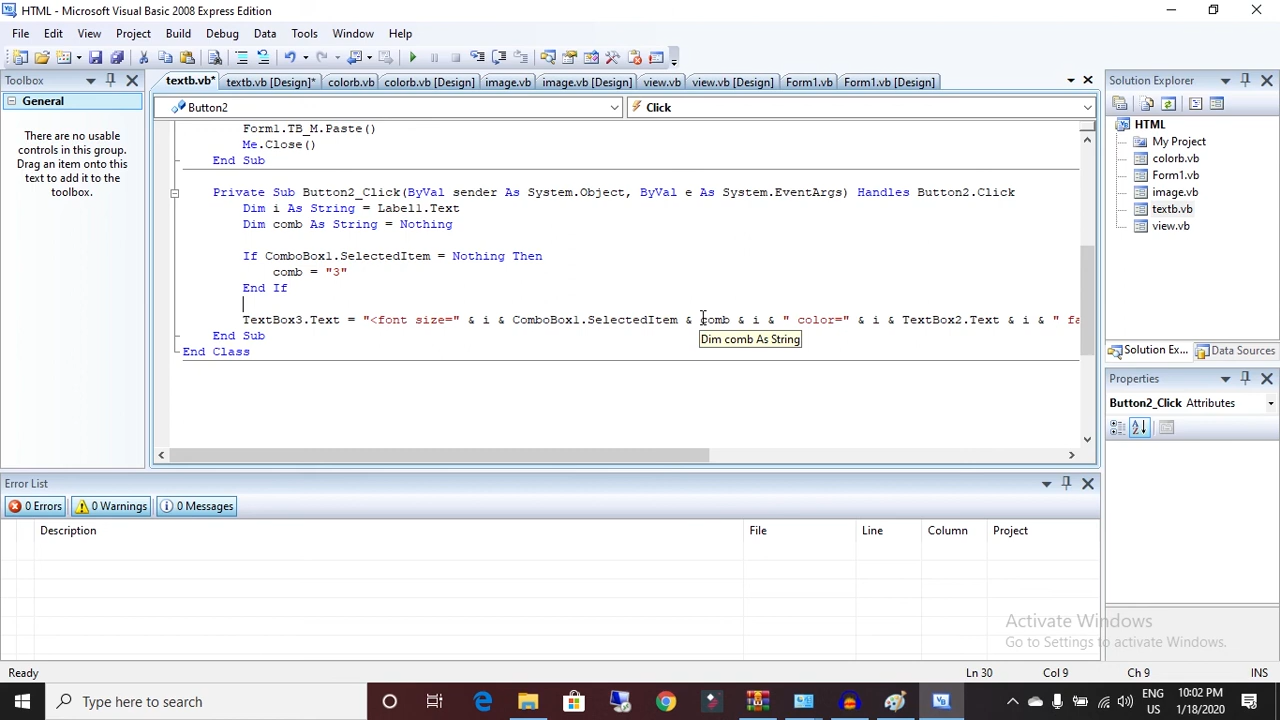 HTML - Microsoft Visual Basic 2008 Express Edition
File Edit View Project Build Debug Data Tools Window Help
Toolbox
General
There are no usable
controls in this group.
Drag an item onto this
text to add it to the
toolbox.
textb.vb* textb.vb [Design]* colorb.vb colorb.vb [Design] image.vb image.vb [Design] view.vb view.vb [Design] Form1.vb Form1.vb [Design]
Button2 Click
Form1.TB_M.Paste()
Me.Close()
End Sub
Private Sub Button2_Click(ByVal sender As System.Object, ByVal e As System.EventArgs) Handles Button2.Click
Dim i As String = Label1.Text
Dim comb As String = Nothing
If ComboBox1.SelectedItem = Nothing Then
comb = "3"
End If
TextBox3.Text = "<font size=" & i & ComboBox1.SelectedItem & comb & i & " color=" & i & TextBox2.Text & i & " fa
Dim comb As String
End Sub
End Class
Solution Explorer
HTML
My Project
colorb.vb
Form1.vb
image.vb
textb.vb
view.vb
Solution Ex... Data Sources
Properties
Button2_Click Attributes
Error List
0 Errors 0 Warnings 0 Messages
Description File Line Column Project
Activate Windows
Go to Settings to activate Windows.
Ready Ln 30 Col 9 Ch 9 INS
Type here to search
ENG
US
10:02 PM
1/18/2020